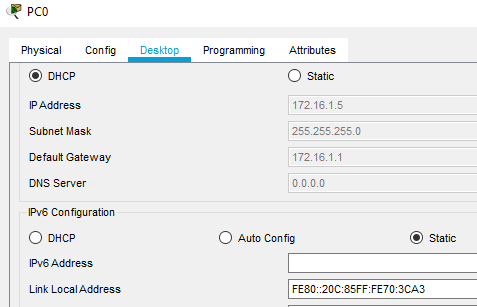 PC0
Physical Config Desktop Programming Attributes
DHCP Static
IP Address 172.16.1.5
Subnet Mask 255.255.255.0
Default Gateway 172.16.1.1
DNS Server 0.0.0.0
IPv6 Configuration
DHCP Auto Config Static
IPv6 Address
Link Local Address FE80::20C:85FF:FE70:3CA3